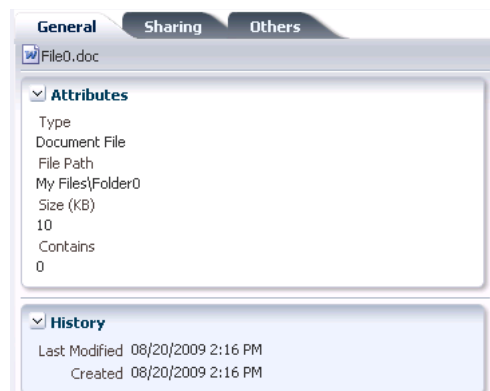 General Sharing Others
File0.doc
Attributes
Type
Document File
File Path
My Files\Folder0
Size (KB)
10
Contains
0
History
Last Modified 08/20/2009 2:16 PM
Created 08/20/2009 2:16 PM